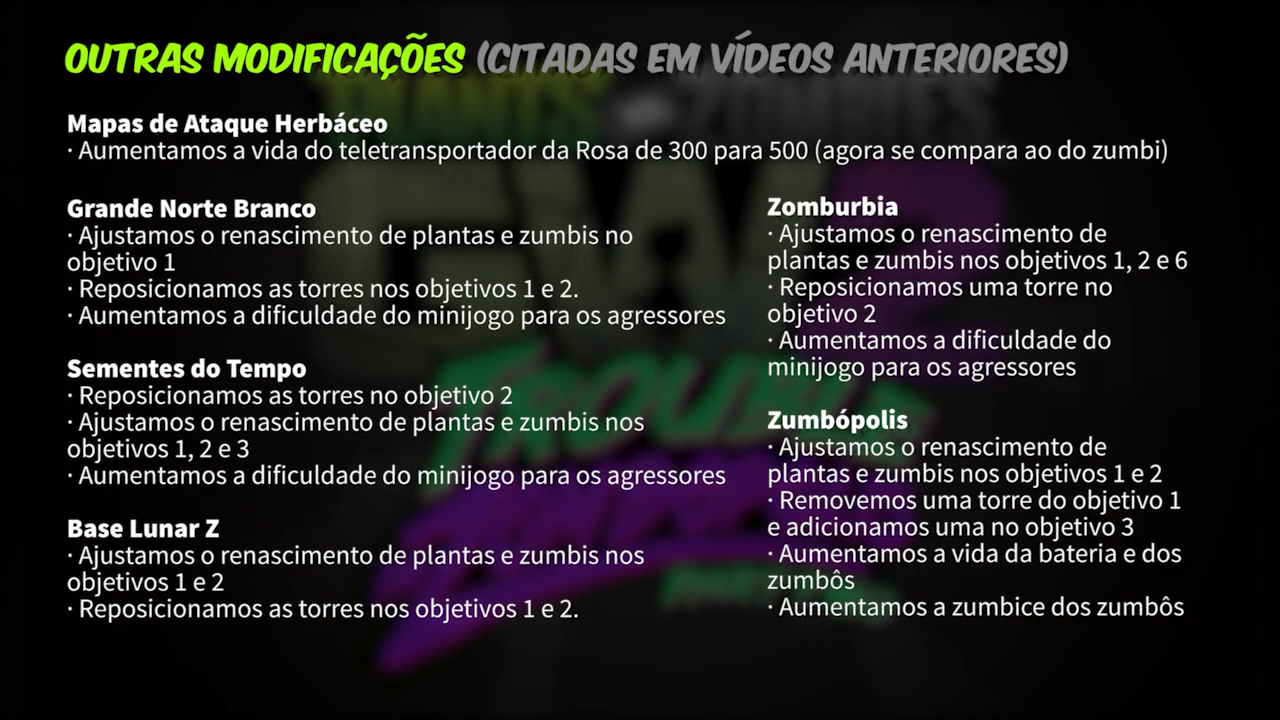 OUTRAS MODIFICAÇÕES (CITADAS EM VÍDEOS ANTERIORES)
Mapas de Ataque Herbáceo
· Aumentamos a vida do teletransportador da Rosa de 300 para 500 (agora se compara ao do zumbi)
Grande Norte Branco
· Ajustamos o renascimento de plantas e zumbis no
objetivo 1
· Reposicionamos as torres nos objetivos 1 e 2.
· Aumentamos a dificuldade do minijogo para os agressores
Sementes do Tempo
· Reposicionamos as torres no objetivo 2
· Ajustamos o renascimento de plantas e zumbis nos
objetivos 1, 2 e 3
· Aumentamos a dificuldade do minijogo para os agressores
Base Lunar Z
· Ajustamos o renascimento de plantas e zumbis nos
objetivos 1 e 2
· Reposicionamos as torres nos objetivos 1 e 2.
Zomburbia
· Ajustamos o renascimento de
plantas e zumbis nos objetivos 1, 2 e 6
· Reposicionamos uma torre no
objetivo 2
· Aumentamos a dificuldade do
minijogo para os agressores
Zumbópolis
· Ajustamos o renascimento de
plantas e zumbis nos objetivos 1 e 2
· Removemos uma torre do objetivo 1
e adicionamos uma no objetivo 3
· Aumentamos a vida da bateria e dos
zumbôs
· Aumentamos a zumbice dos zumbôs